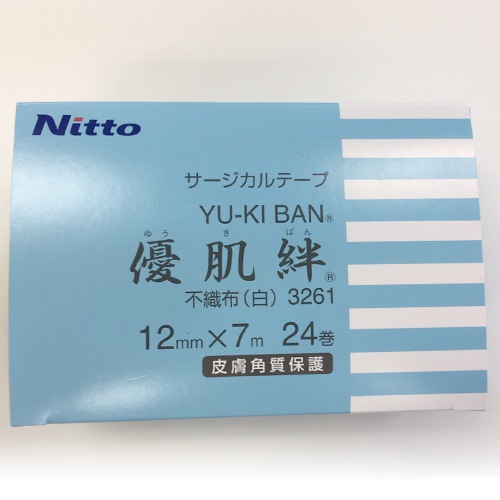 Nitto
サージカルテープ
YU-KI BAN®
ゆう き ばん
優肌絆®
不織布(白) 3261
12mm×7m 24巻
皮膚角質保護